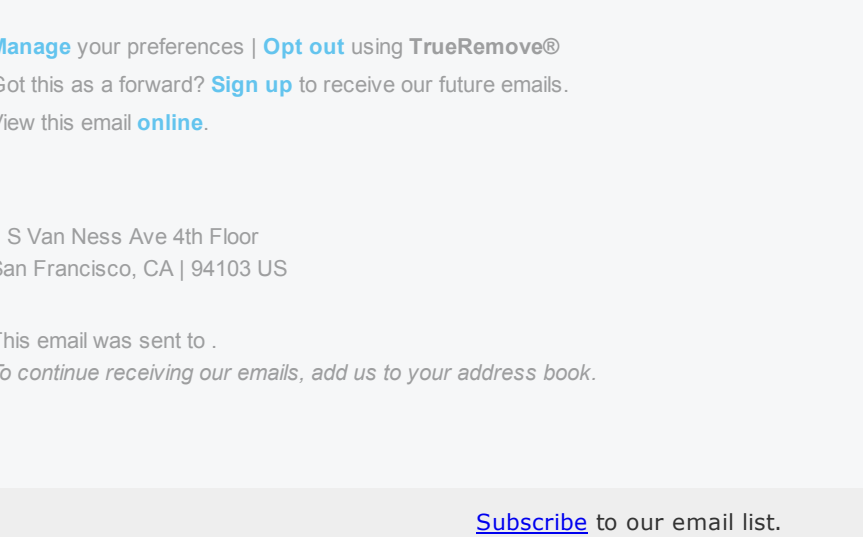 Manage your preferences | Opt out using TrueRemove®
Got this as a forward? Sign up to receive our future emails.
View this email online.
S Van Ness Ave 4th Floor
San Francisco, CA | 94103 US
This email was sent to .
To continue receiving our emails, add us to your address book.
Subscribe to our email list.